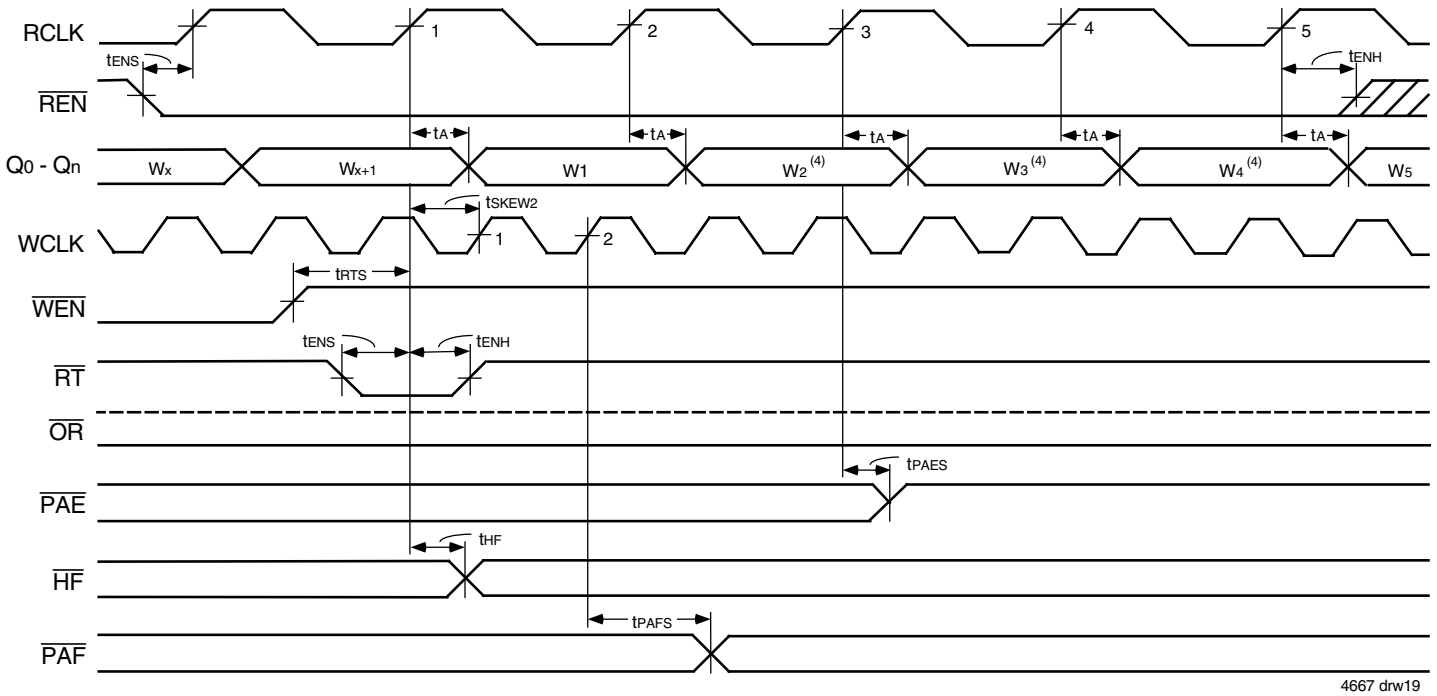 RCLK 1 2 3 4 5
tENS tENH
REN
tA tA tA tA tA
Q0 - Qn Wx Wx+1 W1 W2 (4) W3 (4) W4 (4) W5
tSKEW2
WCLK 1 2
tRTS
WEN
tENS tENH
RT
OR
tPAES
PAE
tHF
HF
tPAFS
PAF
4667 drw19